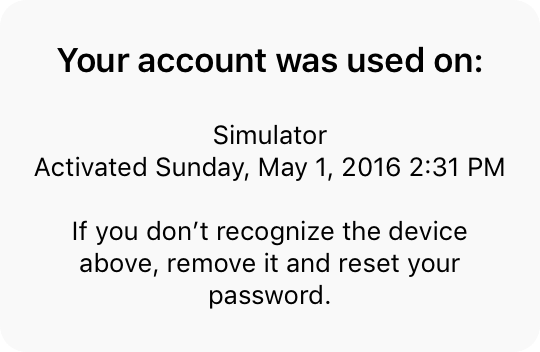 Your account was used on:
Simulator
Activated Sunday, May 1, 2016 2:31 PM
If you don’t recognize the device
above, remove it and reset your
password.